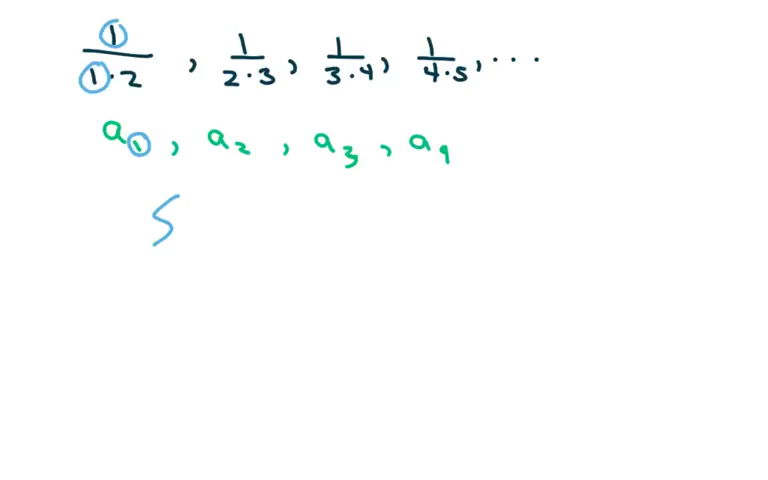 1/(1·2), 1/(2·3), 1/(3·4), 1/(4·5), ...
a₁, a₂, a₃, a₄
S